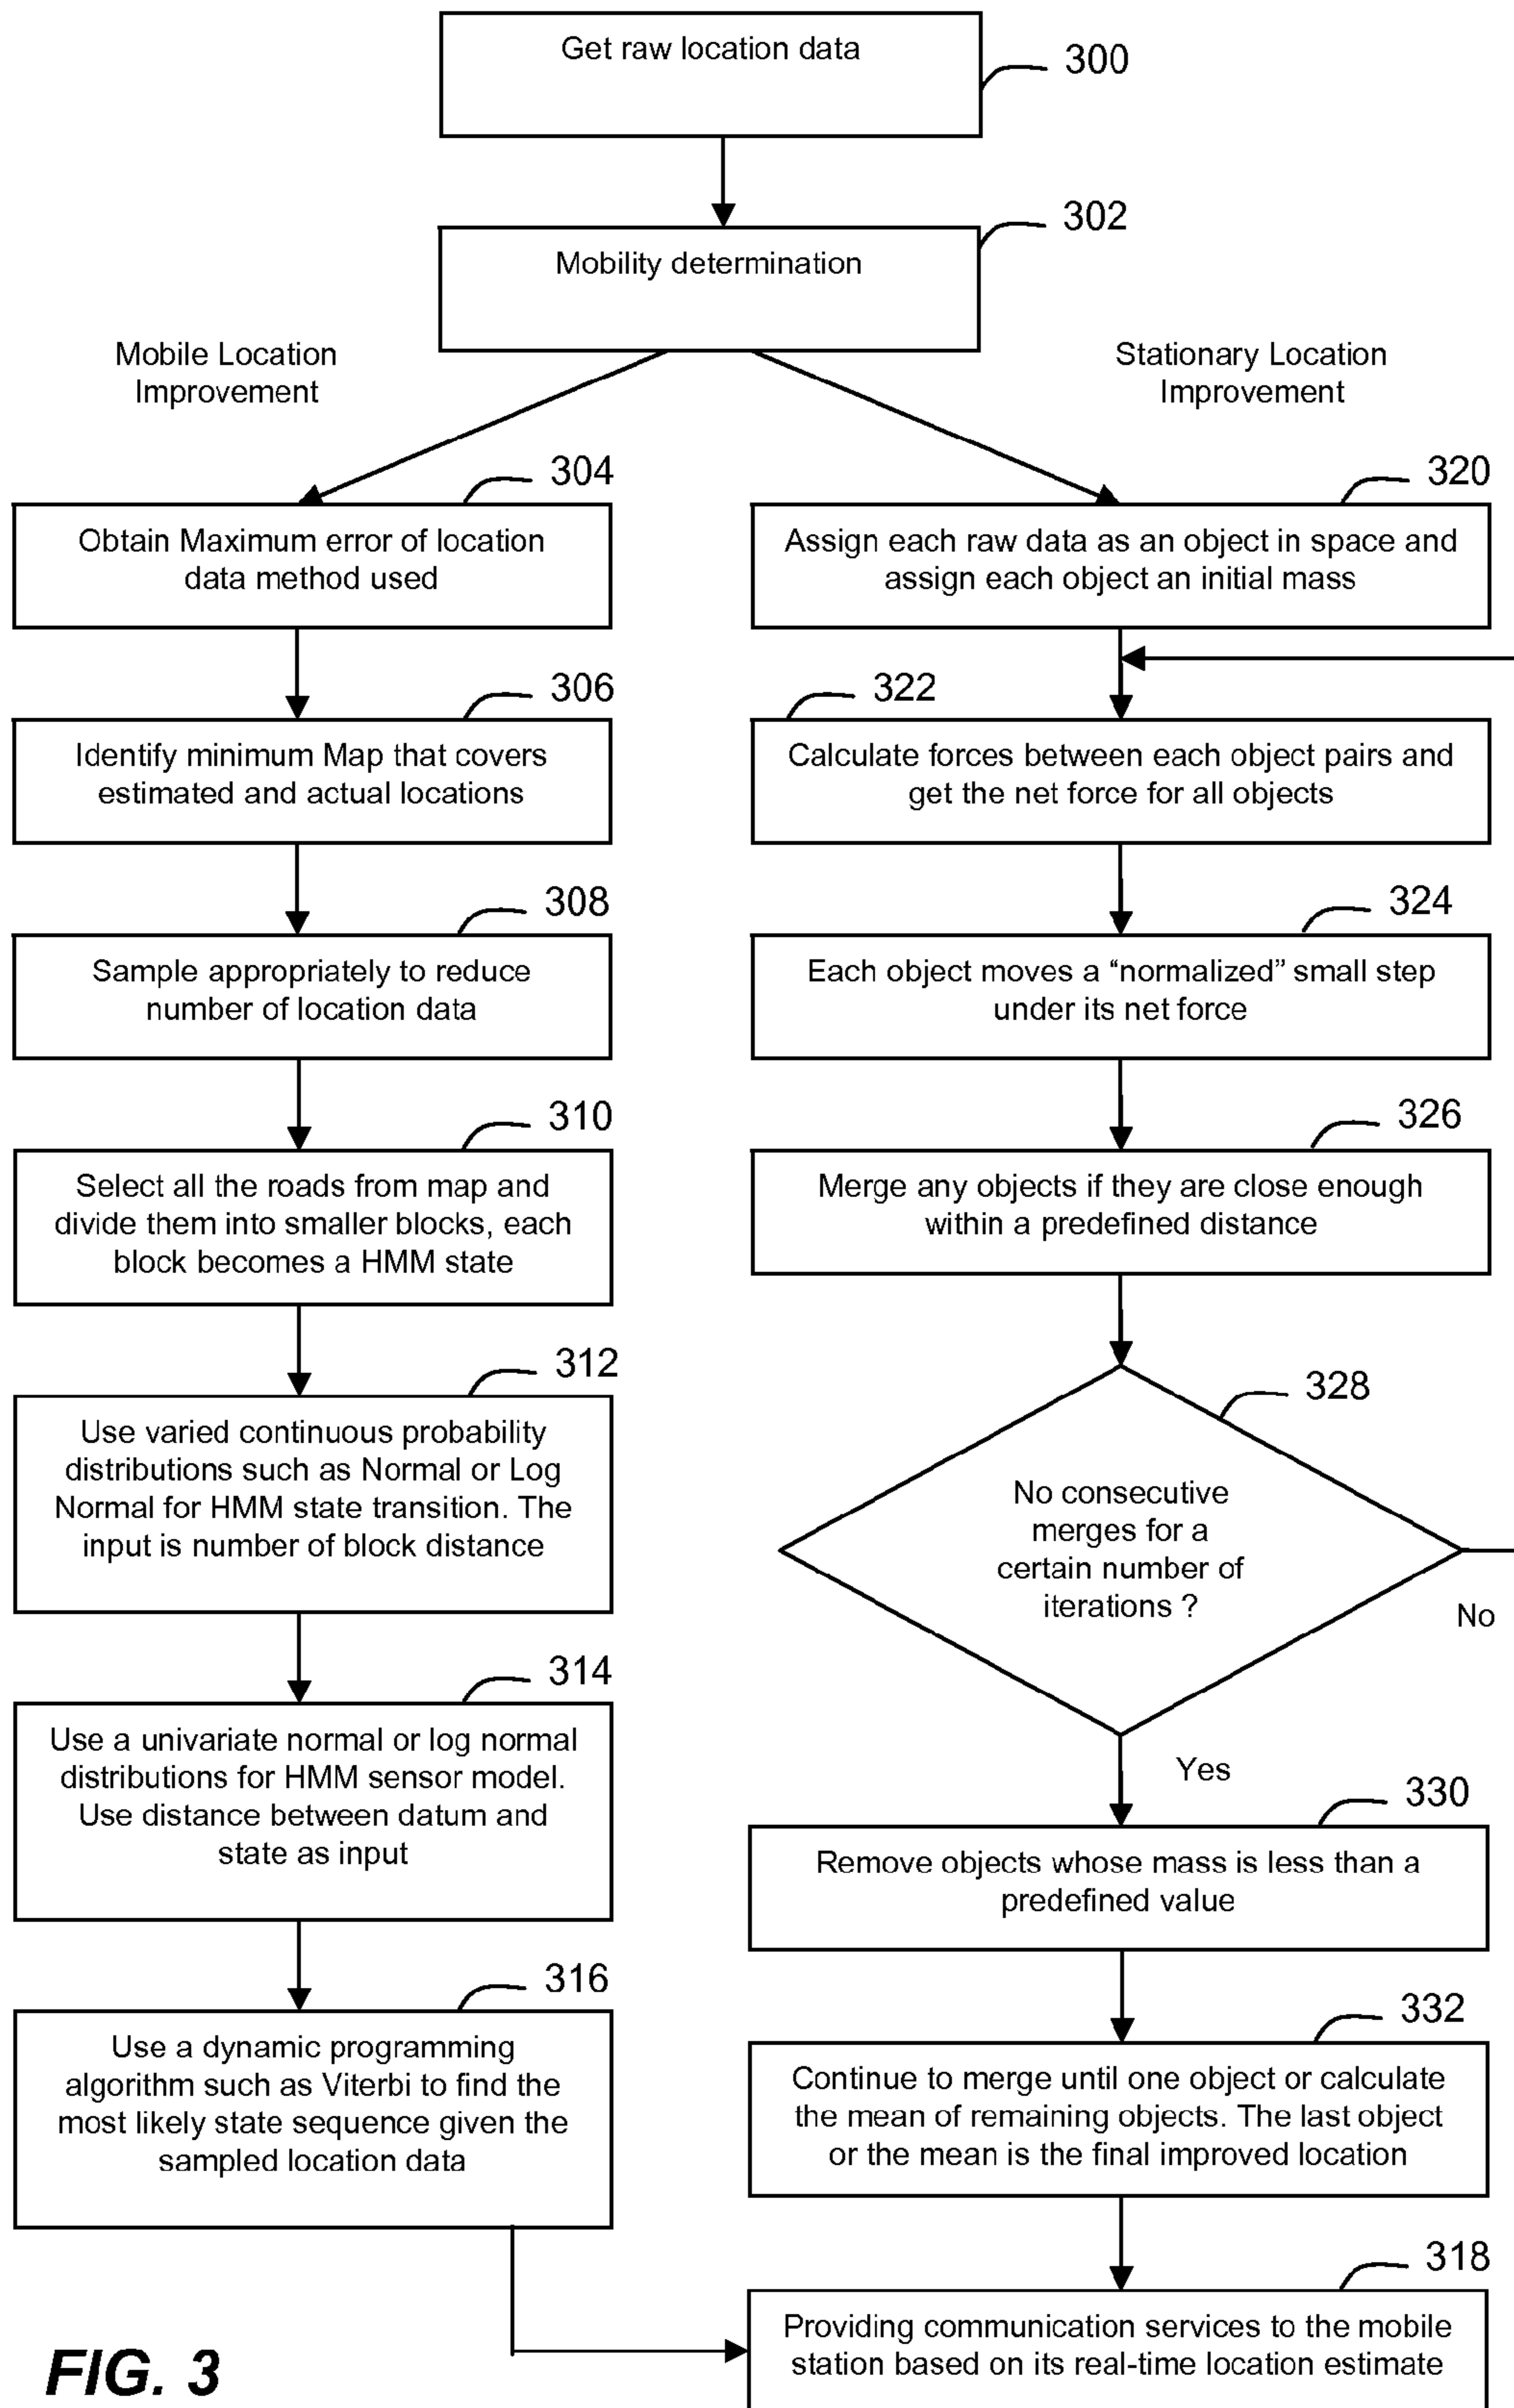 Get raw location data
300
302
Mobility determination
Mobile Location
Improvement
Stationary Location
Improvement
304
Obtain Maximum error of location
data method used
306
Identify minimum Map that covers
estimated and actual locations
308
Sample appropriately to reduce
number of location data
310
Select all the roads from map and
divide them into smaller blocks, each
block becomes a HMM state
312
Use varied continuous probability
distributions such as Normal or Log
Normal for HMM state transition. The
input is number of block distance
314
Use a univariate normal or log normal
distributions for HMM sensor model.
Use distance between datum and
state as input
316
Use a dynamic programming
algorithm such as Viterbi to find the
most likely state sequence given the
sampled location data
320
Assign each raw data as an object in space and
assign each object an initial mass
322
Calculate forces between each object pairs and
get the net force for all objects
324
Each object moves a “normalized” small step
under its net force
326
Merge any objects if they are close enough
within a predefined distance
328
No consecutive
merges for a
certain number of
iterations ?
No
Yes
330
Remove objects whose mass is less than a
predefined value
332
Continue to merge until one object or calculate
the mean of remaining objects. The last object
or the mean is the final improved location
318
Providing communication services to the mobile
station based on its real-time location estimate
FIG. 3